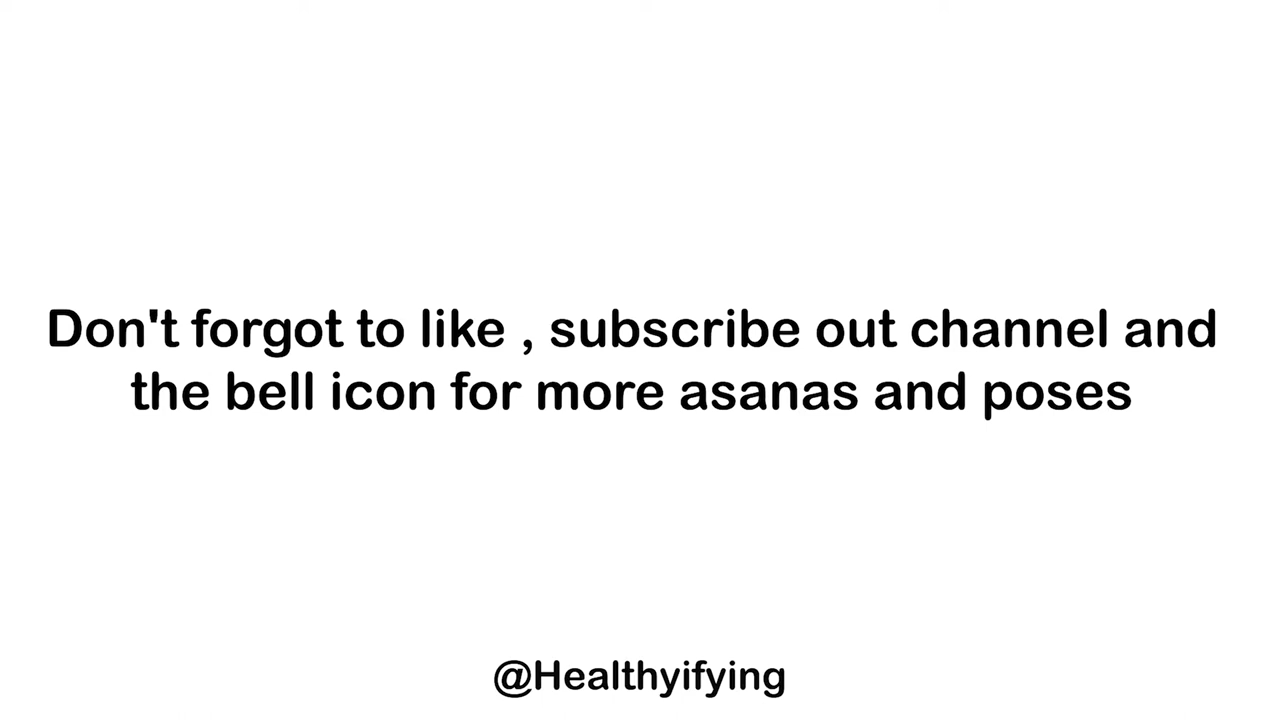 Don't forgot to like , subscribe out channel and
the bell icon for more asanas and poses
@Healthyifying